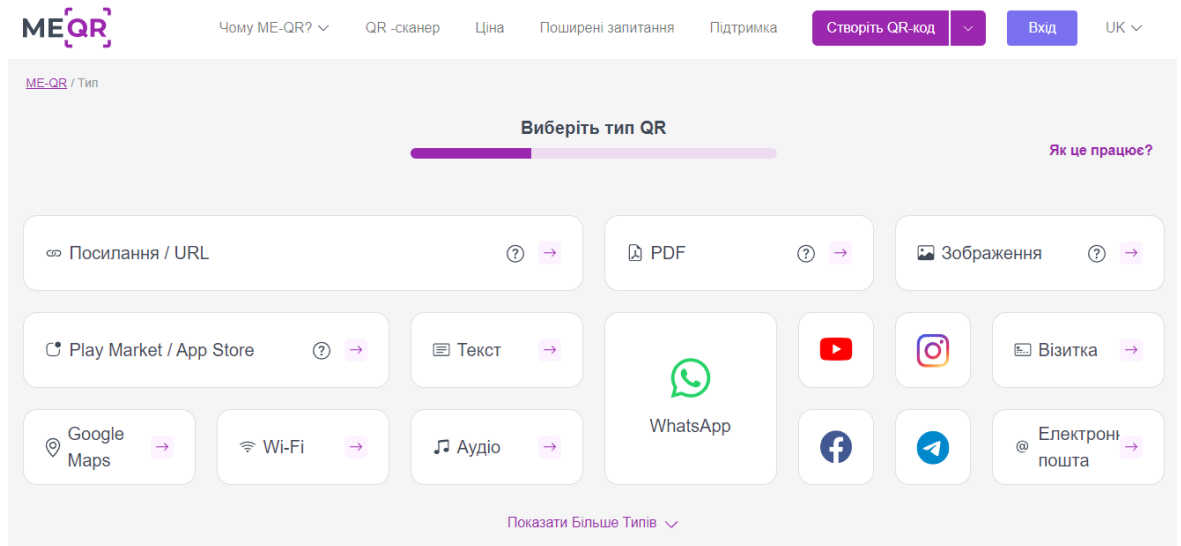 MEQR
Чому ME-QR?
QR -сканер
Ціна
Поширені запитання
Підтримка
Створіть QR-код
Вхід
UK
ME-QR / Тип
Виберіть тип QR
Як це працює?
Посилання / URL
?
PDF
?
Зображення
?
Play Market / App Store
?
Текст
WhatsApp
Візитка
Google
Maps
Wi-Fi
Аудіо
Електронн
пошта
Показати Більше Типів